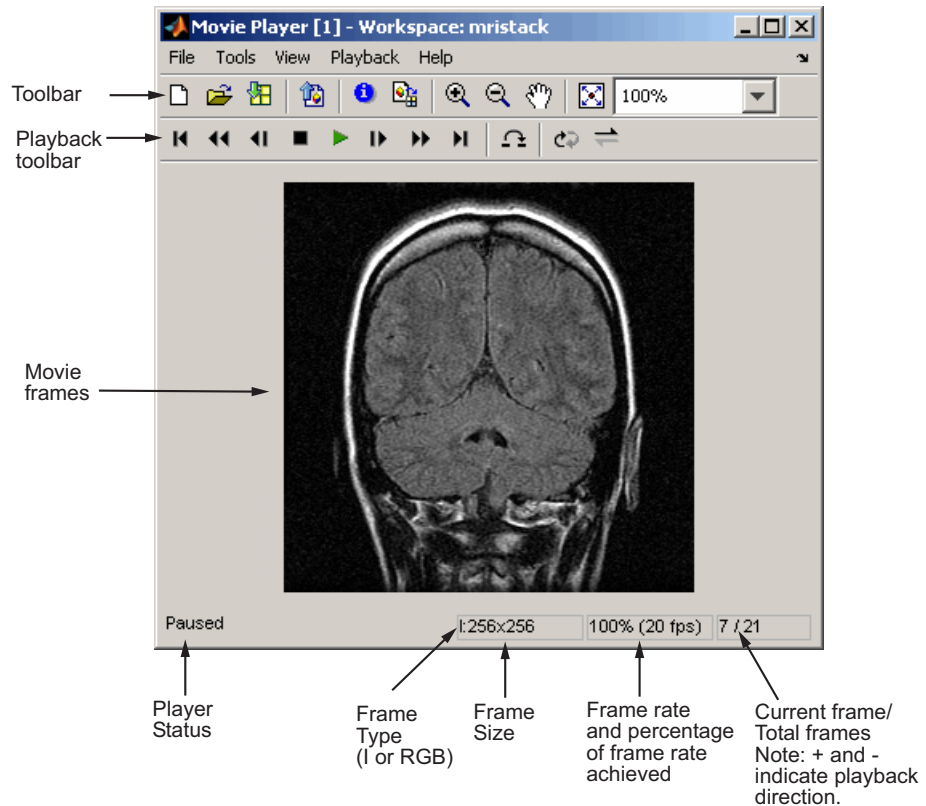 Movie Player [1] - Workspace: mristack
File Tools View Playback Help
Toolbar
100%
Playback
toolbar
Movie
frames
Paused
I:256x256
100% (20 fps)
7 / 21
Player
Status
Frame
Type
(I or RGB)
Frame
Size
Frame rate
and percentage
of frame rate
achieved
Current frame/
Total frames
Note: + and -
indicate playback
direction.